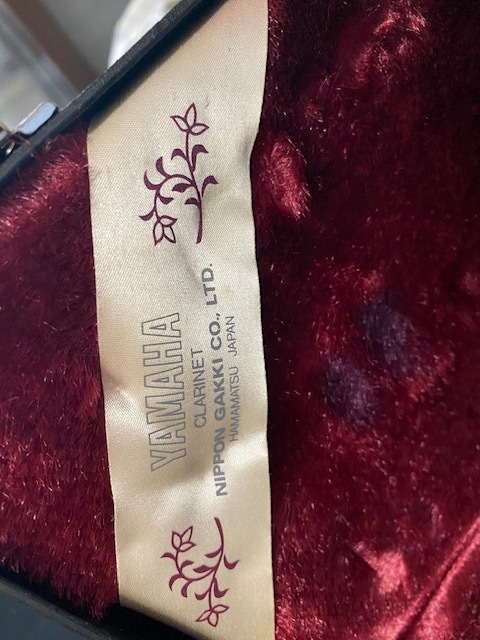 YAMAHA
CLARINET
NIPPON GAKKI CO., LTD.
HAMAMATSU JAPAN